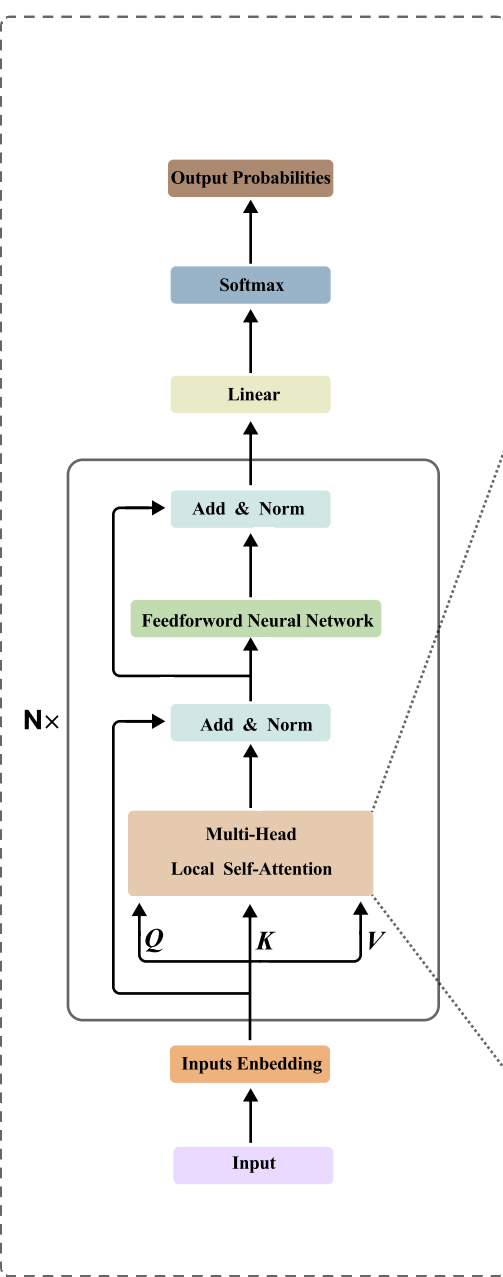 Output Probabilities
Softmax
Linear
Add & Norm
Feedforword Neural Network
N×
Add & Norm
Multi-Head
Local Self-Attention
Q K V
Inputs Enbedding
Input